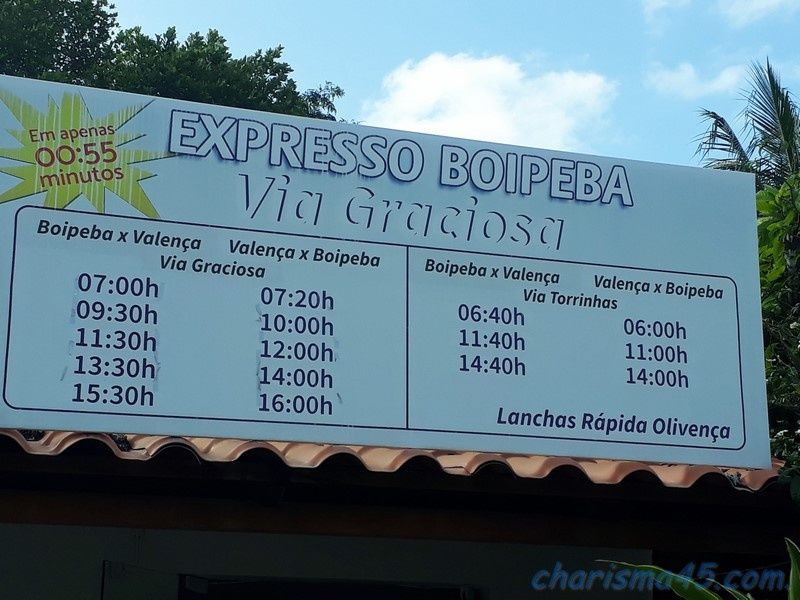 Em apenas
00:55
minutos
EXPRESSO BOIPEBA
Via Graciosa
Boipeba x Valença Valença x Boipeba
Via Graciosa
07:00h 07:20h
09:30h 10:00h
11:30h 12:00h
13:30h 14:00h
15:30h 16:00h
Boipeba x Valença Valença x Boipeba
Via Torrinhas
06:40h 06:00h
11:40h 11:00h
14:40h 14:00h
Lanchas Rápida Olivença
charisma45.com